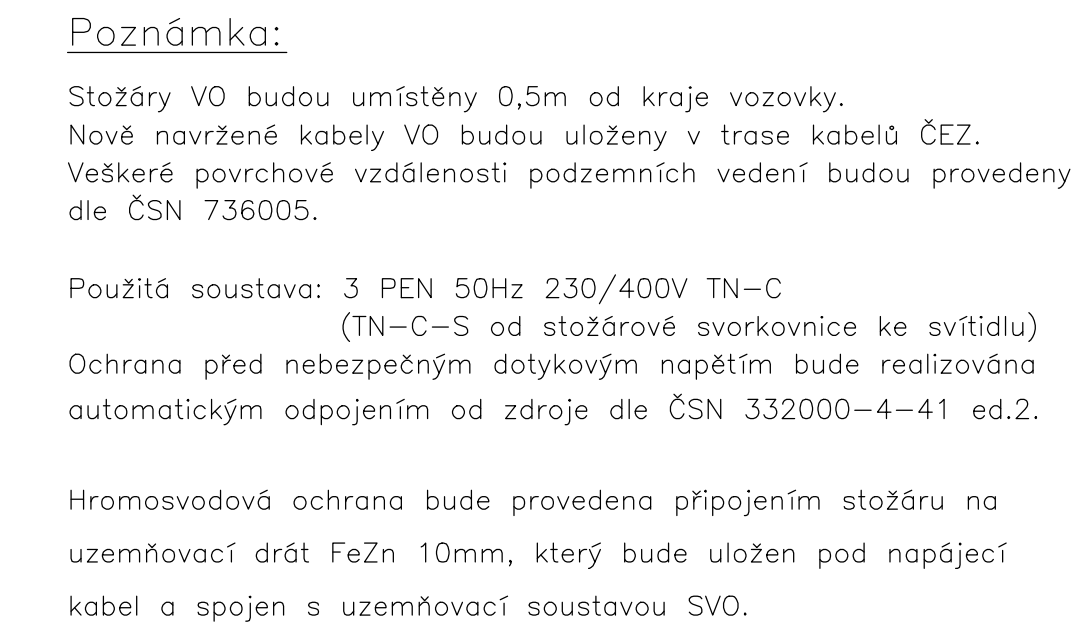 Poznámka:
Stožáry VO budou umístěny 0,5m od kraje vozovky.
Nově navržené kabely VO budou uloženy v trase kabelů ČEZ.
Veškeré povrchové vzdálenosti podzemních vedení budou provedeny
dle ČSN 736005.
Použitá soustava: 3 PEN 50Hz 230/400V TN-C
(TN-C-S od stožárové svorkovnice ke svítidlu)
Ochrana před nebezpečným dotykovým napětím bude realizována
automatickým odpojením od zdroje dle ČSN 332000-4-41 ed.2.
Hromosvodová ochrana bude provedena připojením stožáru na
uzemňovací drát FeZn 10mm, který bude uložen pod napájecí
kabel a spojen s uzemňovací soustavou SVO.